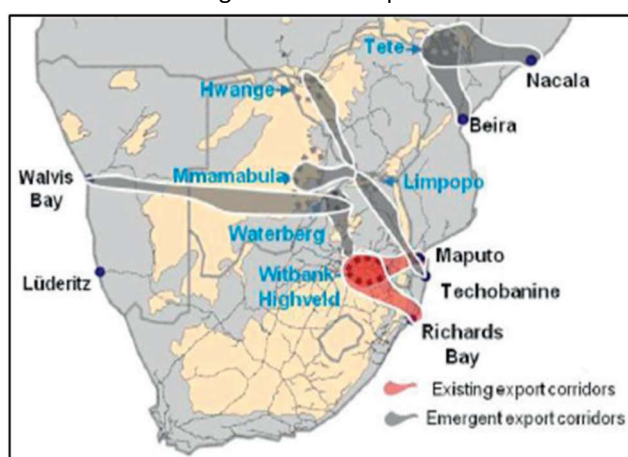 Tete
Nacala
Hwange
Beira
Walvis
Bay
Mmamabula
Limpopo
Waterberg
Lüderitz
Witbank-
Highveld
Maputo
Techobanine
Richards
Bay
Existing export corridors
Emergent export corridors